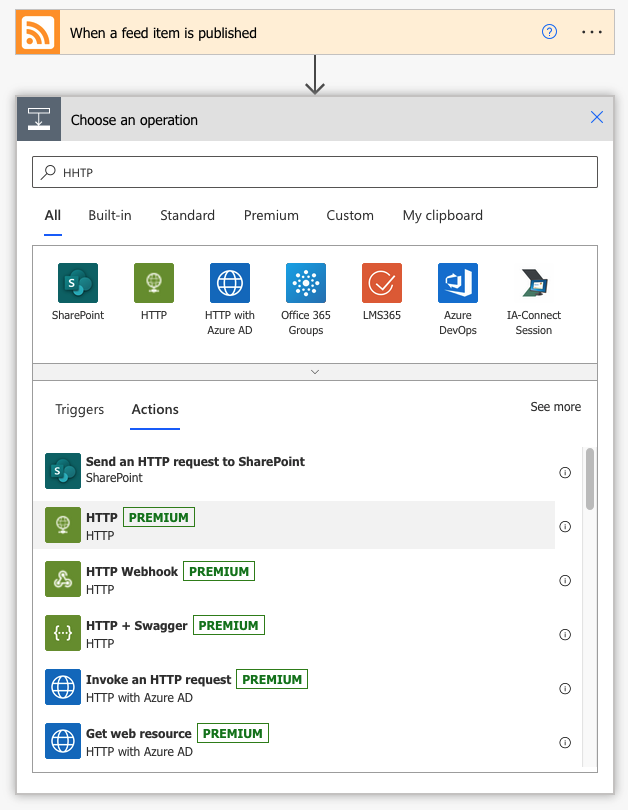 When a feed item is published
?
Choose an operation
HHTP
All Built-in Standard Premium Custom My clipboard
SharePoint HTTP HTTP with Azure AD Office 365 Groups LMS365 Azure DevOps IA-Connect Session
Triggers Actions See more
Send an HTTP request to SharePoint
SharePoint
HTTP PREMIUM
HTTP
HTTP Webhook PREMIUM
HTTP
HTTP + Swagger PREMIUM
HTTP
Invoke an HTTP request PREMIUM
HTTP with Azure AD
Get web resource PREMIUM
HTTP with Azure AD